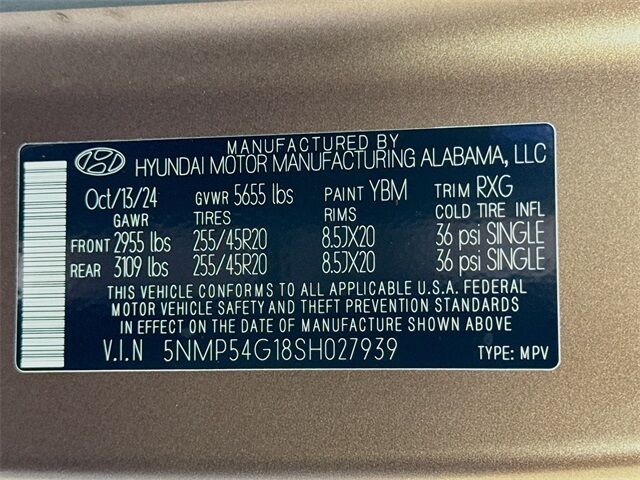 MANUFACTURED BY
HYUNDAI MOTOR MANUFACTURING ALABAMA, LLC
Oct/13/24 GVWR 5655 lbs PAINT YBM TRIM RXG
GAWR TIRES RIMS COLD TIRE INFL
FRONT 2955 lbs 255/45R20 8.5JX20 36 psi SINGLE
REAR 3109 lbs 255/45R20 8.5JX20 36 psi SINGLE
THIS VEHICLE CONFORMS TO ALL APPLICABLE U.S.A. FEDERAL
MOTOR VEHICLE SAFETY AND THEFT PREVENTION STANDARDS
IN EFFECT ON THE DATE OF MANUFACTURE SHOWN ABOVE
V.I.N 5NMP54G18SH027939 TYPE: MPV